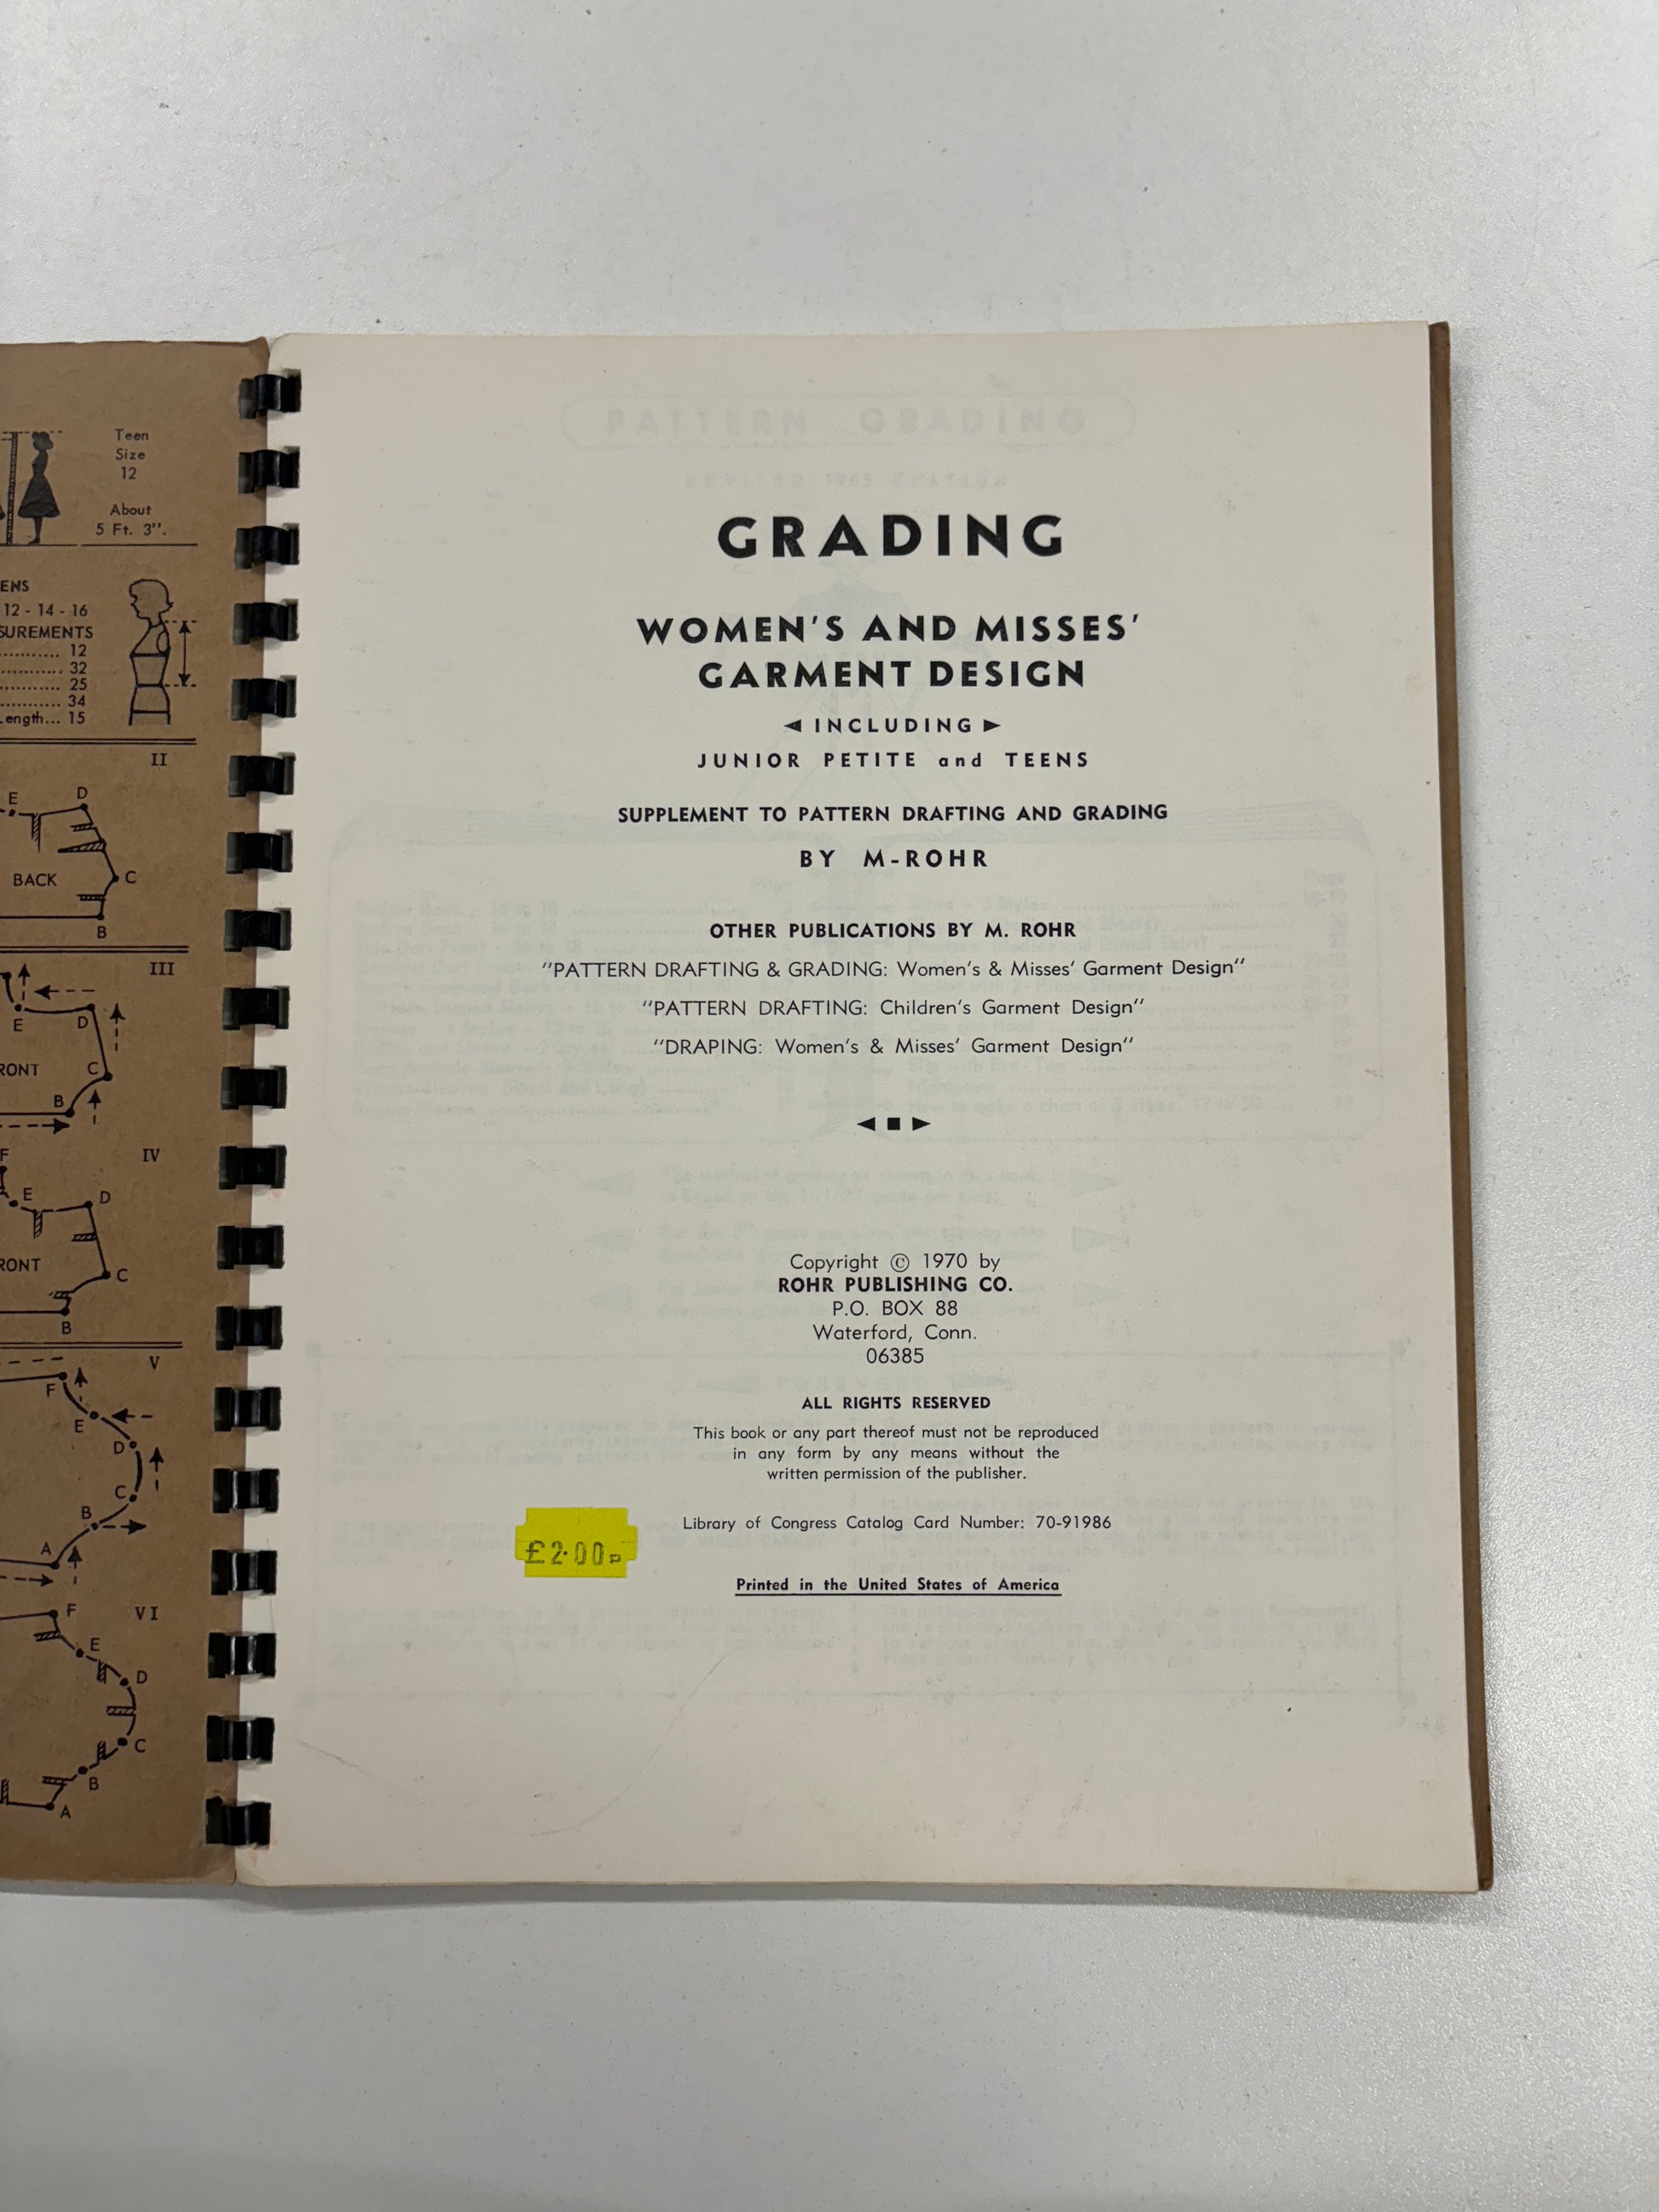 Teen
Size
12
About
5 Ft. 3".
ENS
12 - 14 - 16
SUREMENTS
............ 12
............ 32
............ 25
............ 34
Length... 15
II
E
D
C
BACK
B
III
E
D
RONT
C
B
IV
F
E
D
RONT
C
B
V
F
E
D
C
B
A
VI
F
E
D
C
B
A
PATTERN GRADING
REVISED 1965 EDITION
GRADING
WOMEN'S AND MISSES'
GARMENT DESIGN
◄ INCLUDING ►
JUNIOR PETITE and TEENS
SUPPLEMENT TO PATTERN DRAFTING AND GRADING
BY M-ROHR
OTHER PUBLICATIONS BY M. ROHR
"PATTERN DRAFTING & GRADING: Women's & Misses' Garment Design"
"PATTERN DRAFTING: Children's Garment Design"
"DRAPING: Women's & Misses' Garment Design"
◄ ■ ►
Copyright © 1970 by
ROHR PUBLISHING CO.
P.O. BOX 88
Waterford, Conn.
06385
ALL RIGHTS RESERVED
This book or any part thereof must not be reproduced
in any form by any means without the
written permission of the publisher.
Library of Congress Catalog Card Number: 70-91986
£2·00p
Printed in the United States of America